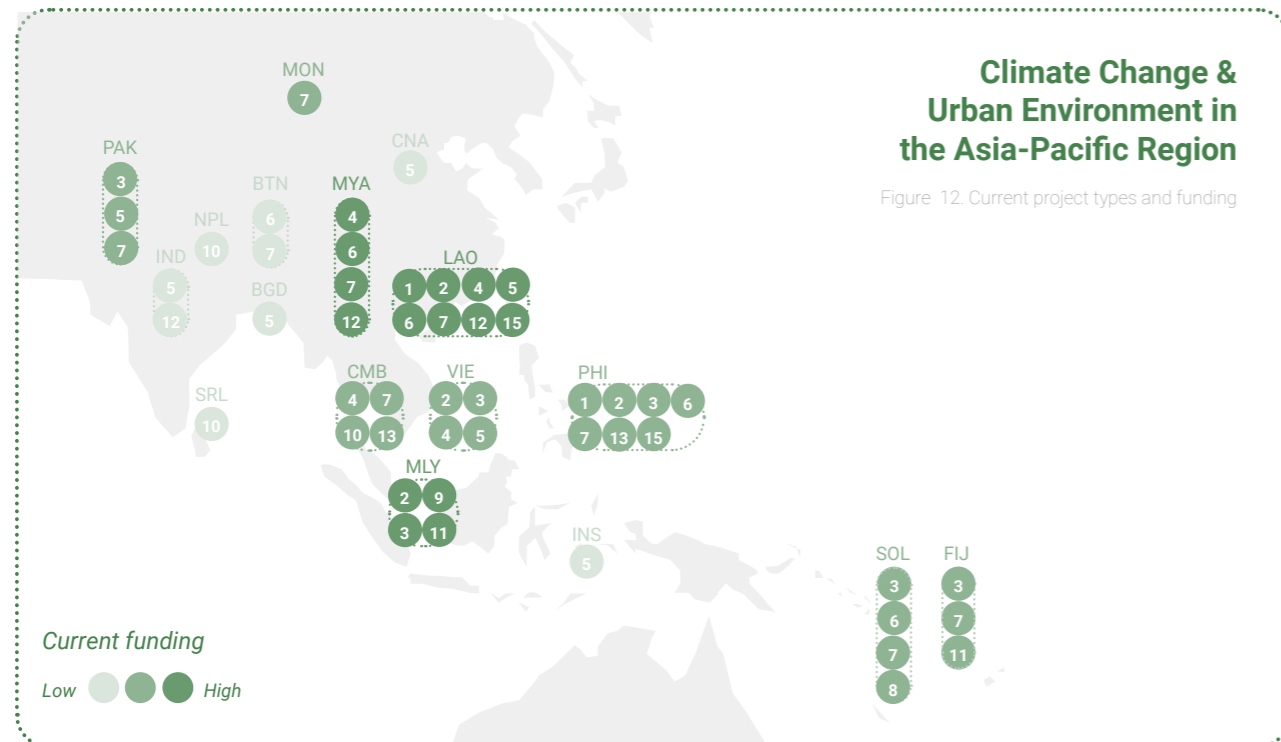 Climate Change &
Urban Environment in
the Asia-Pacific Region
Figure 12. Current project types and funding
MON
7
CNA
5
PAK
3
5
7
BTN
6
7
MYA
4
6
7
12
NPL
10
IND
5
12
BGD
5
LAO
1 2 4 5
6 7 12 15
SRL
10
CMB
4 7
10 13
VIE
2 3
4 5
PHI
1 2 3 6
7 13 15
MLY
2 9
3 11
INS
5
SOL
3
6
7
8
FIJ
3
7
11
Current funding
Low High